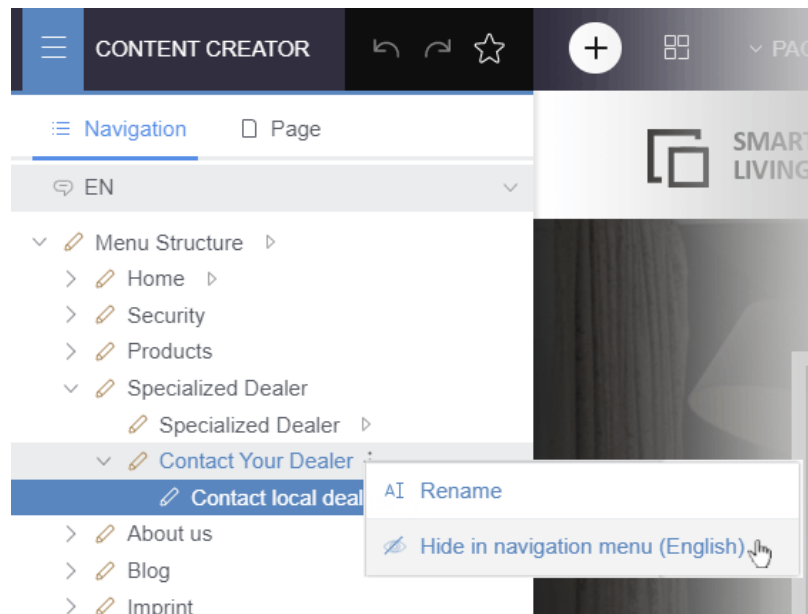 CONTENT CREATOR
Navigation
Page
EN
Menu Structure
Home
Security
Products
Specialized Dealer
Specialized Dealer
Contact Your Dealer
Contact local deal
About us
Blog
Imprint
Rename
Hide in navigation menu (English)
SMART
LIVING